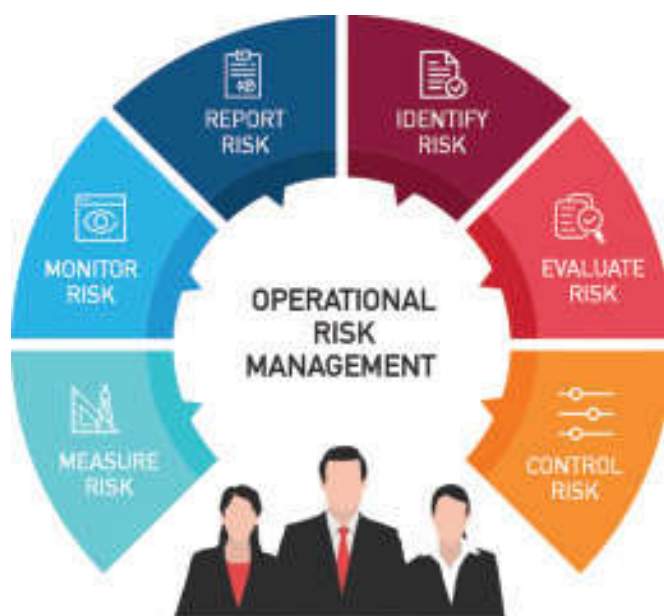 REPORT
RISK
IDENTIFY
RISK
MONITOR
RISK
EVALUATE
RISK
OPERATIONAL
RISK
MANAGEMENT
MEASURE
RISK
CONTROL
RISK